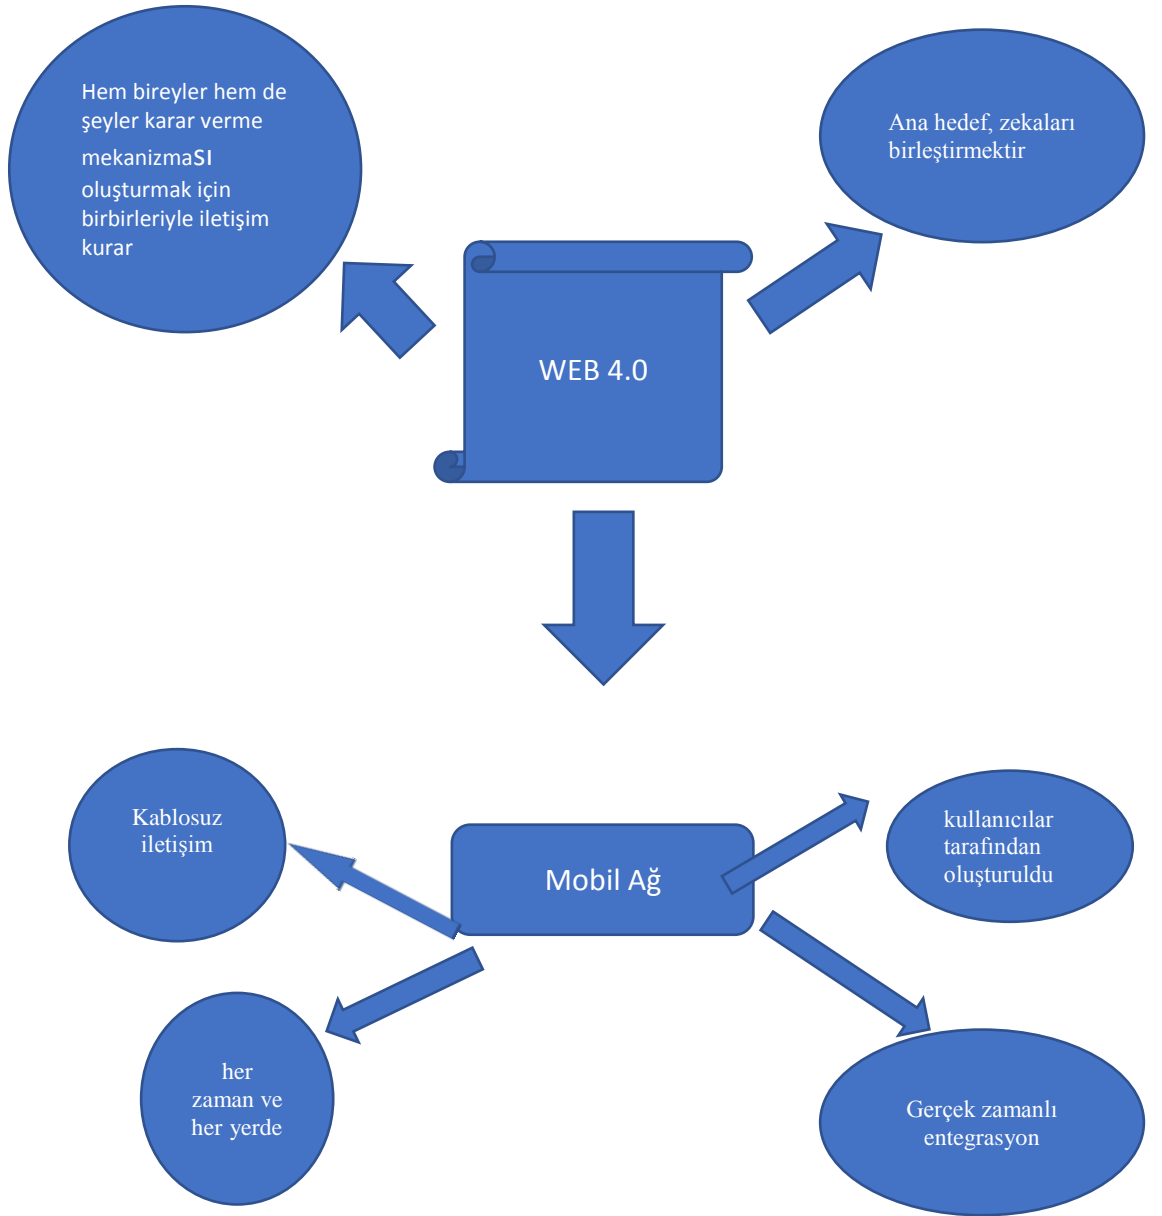 Hem bireyler hem de
şeyler karar verme
mekanizmaSI
oluşturmak için
birbirleriyle iletişim
kurar
Ana hedef, zekaları
birleştirmektir
WEB 4.0
Kablosuz
iletişim
Mobil Ağ
kullanıcılar
tarafından
oluşturuldu
her
zaman ve
her yerde
Gerçek zamanlı
entegrasyon